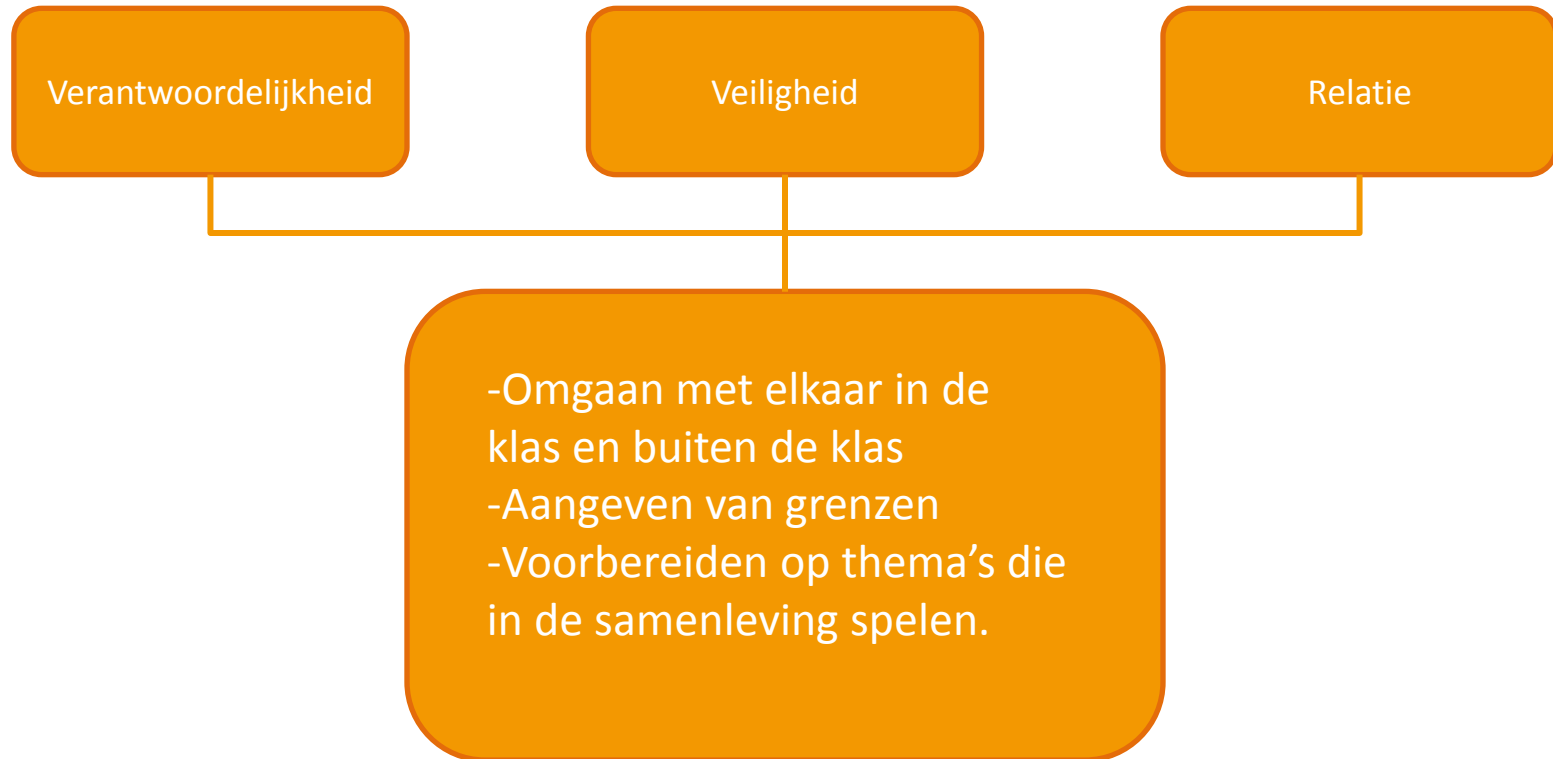 Verantwoordelijkheid
Veiligheid
Relatie
-Omgaan met elkaar in de
klas en buiten de klas
-Aangeven van grenzen
-Voorbereiden op thema’s die
in de samenleving spelen.